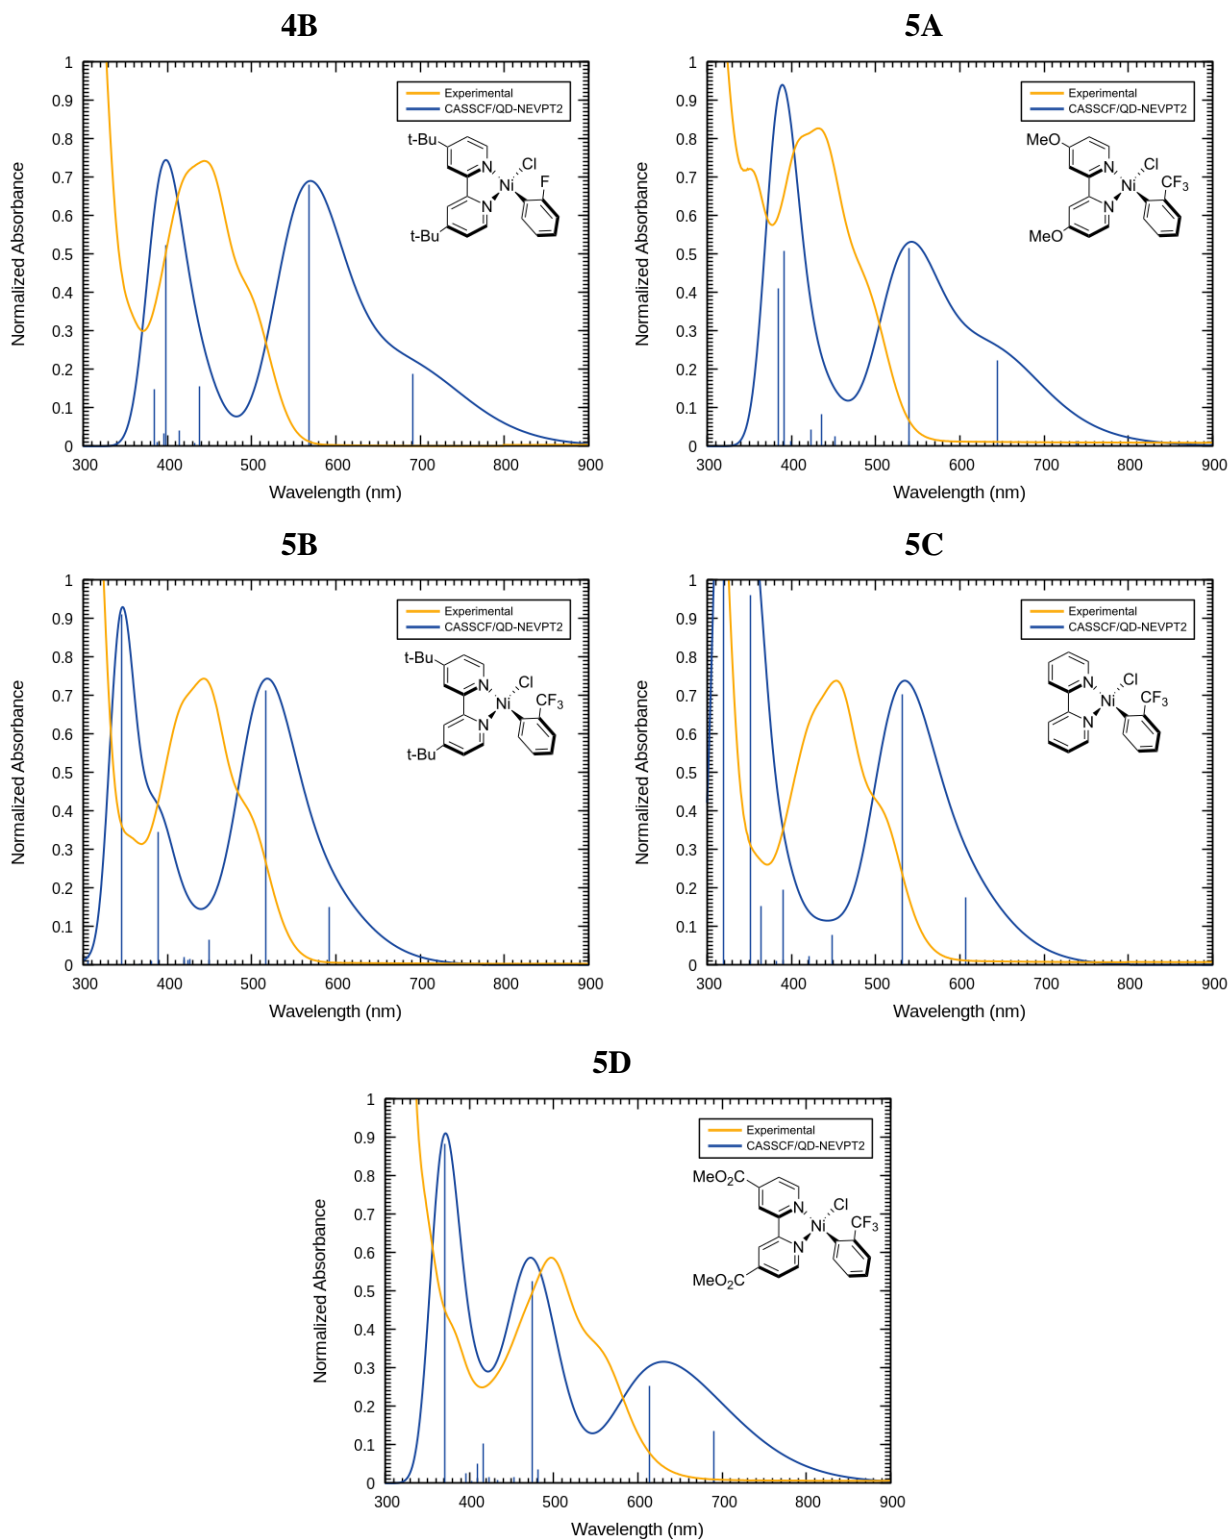 4B
1
0.9
0.8
0.7
0.6
0.5
0.4
0.3
0.2
0.1
0
300 400 500 600 700 800 900
Normalized Absorbance
Wavelength (nm)
Experimental
CASSCF/QD-NEVPT2
t-Bu
N
Cl
Ni
F
N
t-Bu
5A
1
0.9
0.8
0.7
0.6
0.5
0.4
0.3
0.2
0.1
0
300 400 500 600 700 800 900
Normalized Absorbance
Wavelength (nm)
Experimental
CASSCF/QD-NEVPT2
MeO
N
Cl
Ni
CF3
N
MeO
5B
1
0.9
0.8
0.7
0.6
0.5
0.4
0.3
0.2
0.1
0
300 400 500 600 700 800 900
Normalized Absorbance
Wavelength (nm)
Experimental
CASSCF/QD-NEVPT2
t-Bu
N
Cl
Ni
CF3
N
t-Bu
5C
1
0.9
0.8
0.7
0.6
0.5
0.4
0.3
0.2
0.1
0
300 400 500 600 700 800 900
Normalized Absorbance
Wavelength (nm)
Experimental
CASSCF/QD-NEVPT2
N
Cl
Ni
CF3
N
5D
1
0.9
0.8
0.7
0.6
0.5
0.4
0.3
0.2
0.1
0
300 400 500 600 700 800 900
Normalized Absorbance
Wavelength (nm)
Experimental
CASSCF/QD-NEVPT2
MeO2C
N
Cl
Ni
CF3
N
MeO2C